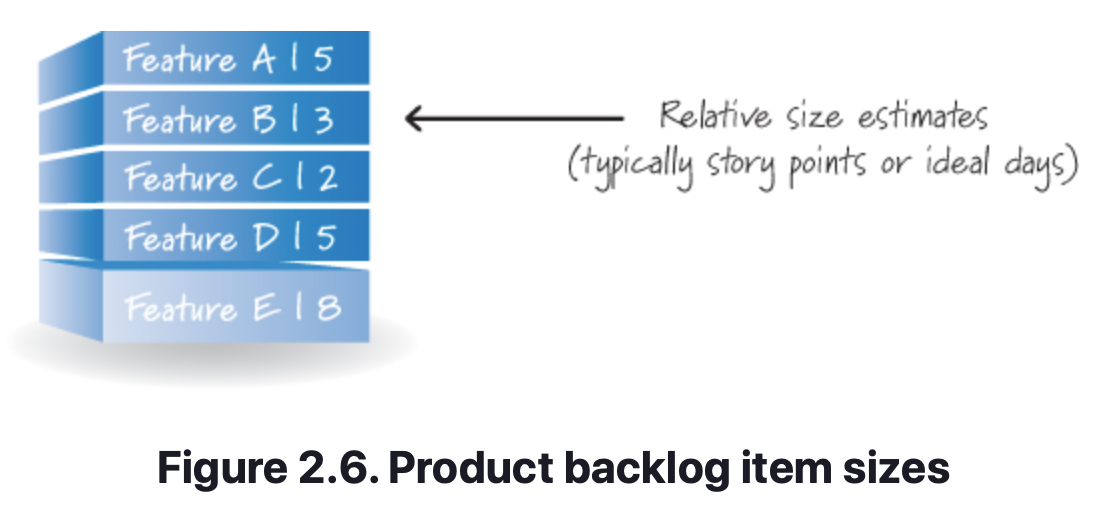 Feature A | 5
Feature B | 3
Feature C | 2
Feature D | 5
Feature E | 8
Relative size estimates
(typically story points or ideal days)
Figure 2.6. Product backlog item sizes